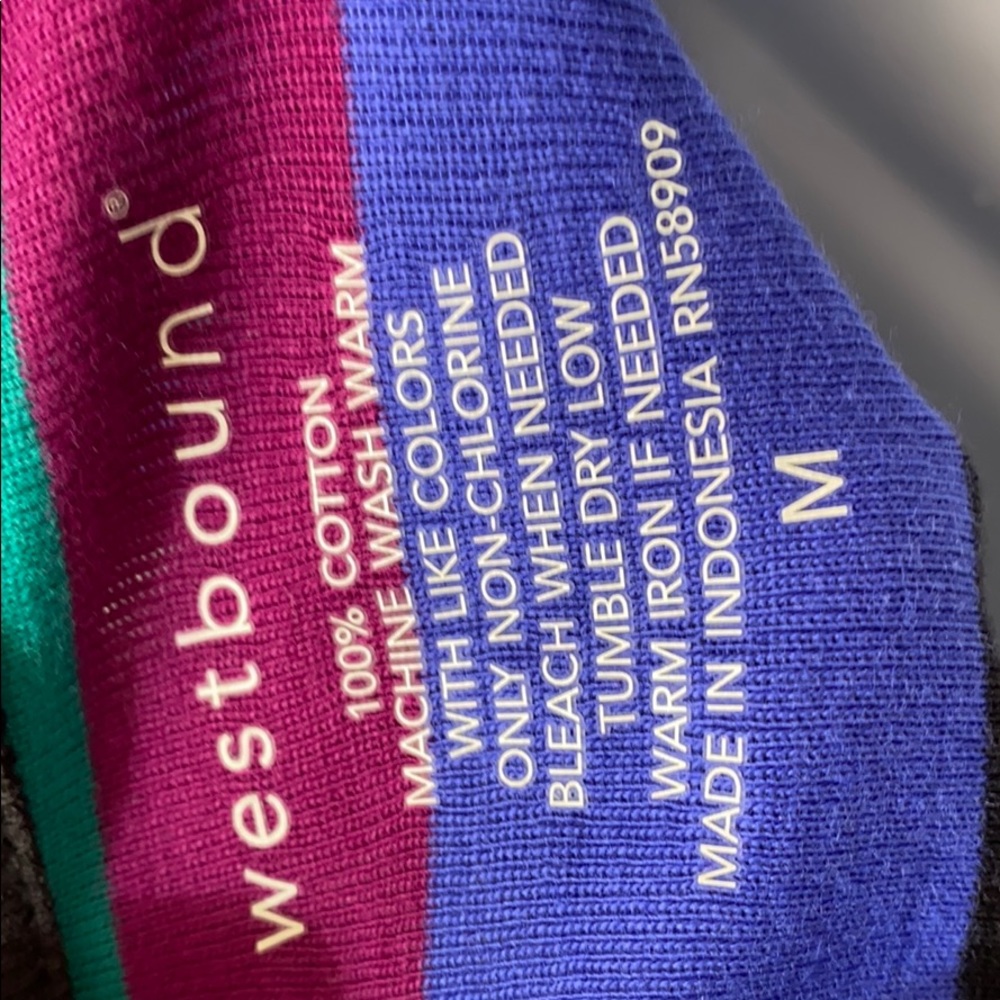 westbound®
100% COTTON
MACHINE WASH WARM
WITH LIKE COLORS
ONLY NON-CHLORINE
BLEACH WHEN NEEDED
TUMBLE DRY LOW
WARM IRON IF NEEDED
MADE IN INDONESIA RN58909
M